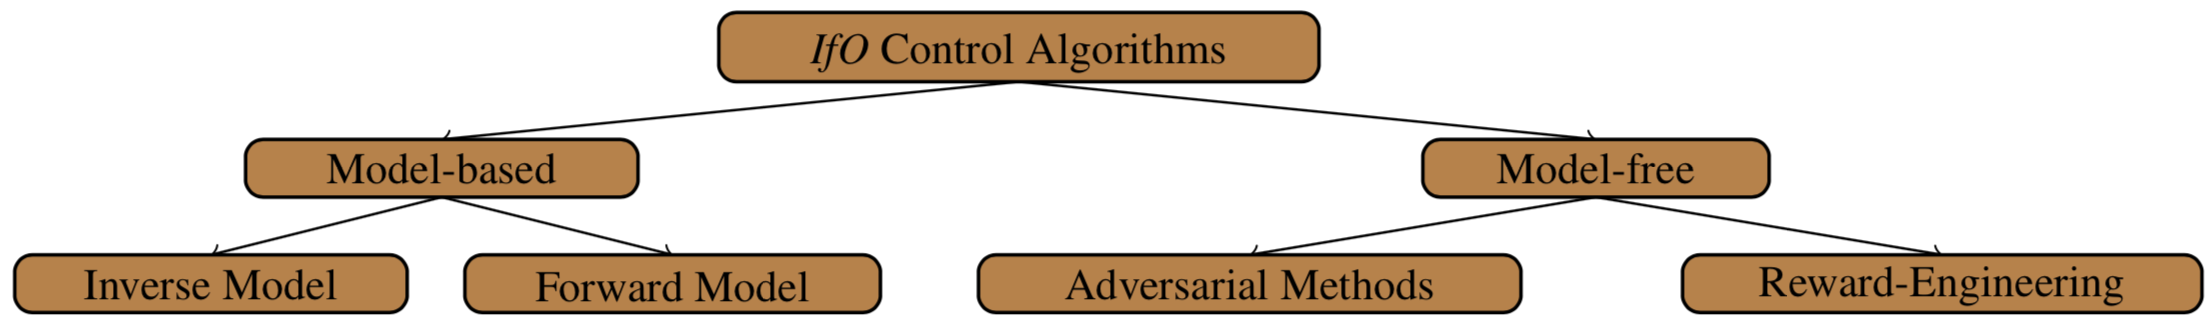 IfO Control Algorithms
Model-based
Model-free
Inverse Model
Forward Model
Adversarial Methods
Reward-Engineering